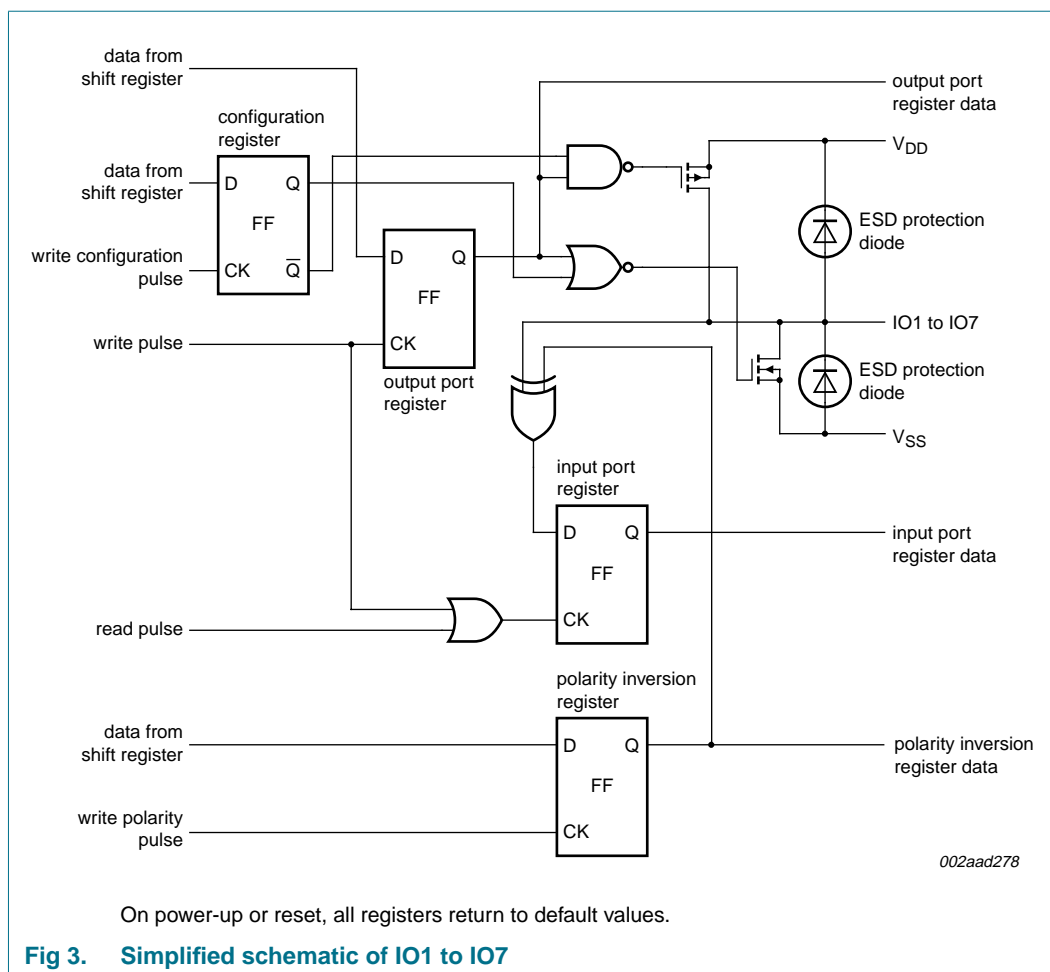 data from
shift register
output port
register data
configuration
register
V_DD
data from
shift register
D
Q
FF
ESD protection
diode
write configuration
pulse
CK
Q̅
D
Q
FF
IO1 to IO7
write pulse
CK
output port
register
ESD protection
diode
V_SS
input port
register
D
Q
input port
register data
FF
read pulse
CK
polarity inversion
register
data from
shift register
D
Q
polarity inversion
register data
FF
write polarity
pulse
CK
002aad278
On power-up or reset, all registers return to default values.
Fig 3. Simplified schematic of IO1 to IO7